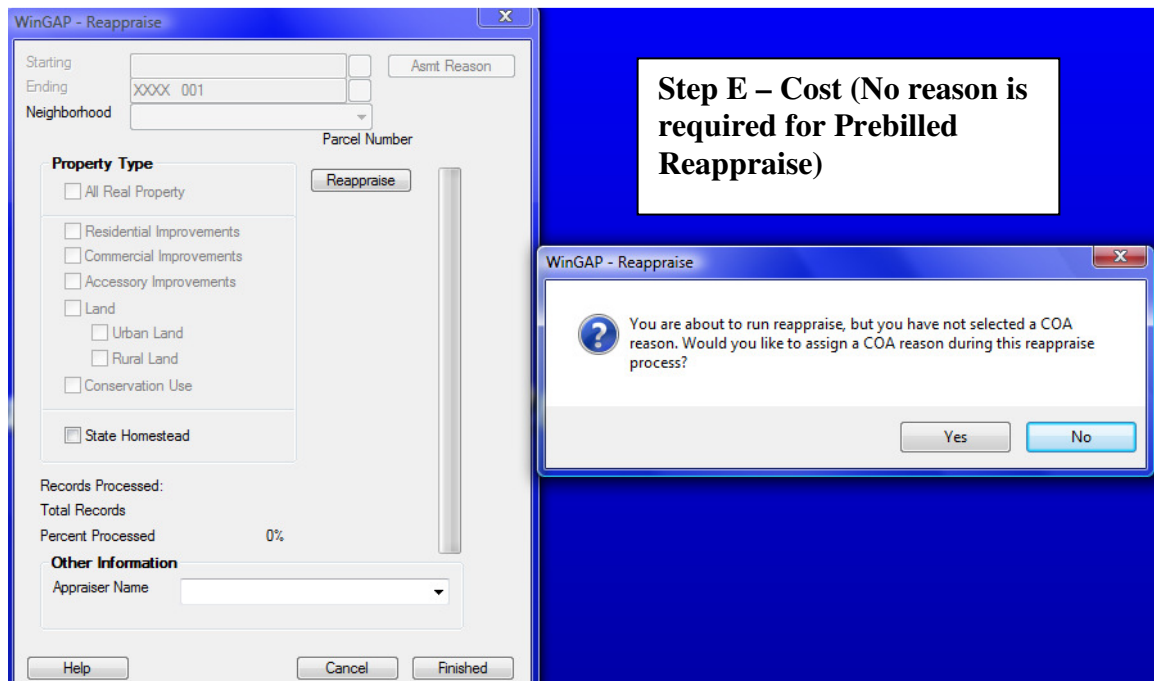 WinGAP - Reappraise
Starting
Asmt Reason
Ending
XXXX 001
Neighborhood
Parcel Number
Property Type
All Real Property
Reappraise
Residential Improvements
Commercial Improvements
Accessory Improvements
Land
Urban Land
Rural Land
Conservation Use
State Homestead
Records Processed:
Total Records
Percent Processed 0%
Other Information
Appraiser Name
Help
Cancel
Finished
Step E – Cost (No reason is
required for Prebilled
Reappraise)
WinGAP - Reappraise
You are about to run reappraise, but you have not selected a COA
reason. Would you like to assign a COA reason during this reappraise
process?
Yes
No